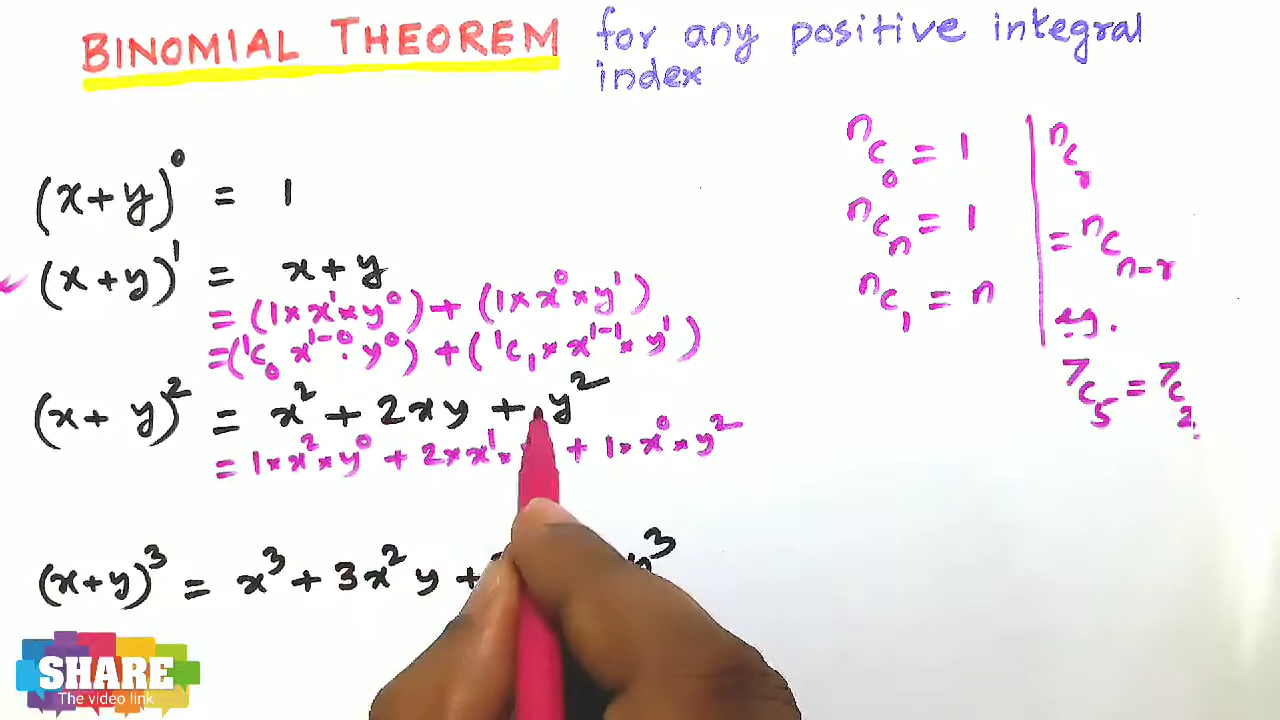 BINOMIAL THEOREM for any positive integral
index
(x+y)⁰ = 1
(x+y)¹ = x+y
= (1×x¹×y⁰) + (1×x⁰×y¹)
= (¹C₀ x¹⁻⁰·y⁰) + (¹C₁×x¹⁻¹×y¹)
(x+y)² = x² + 2xy + y²
= 1×x²×y⁰ + 2×x¹× + 1×x⁰×y²
(x+y)³ = x³ + 3x²y +
ⁿC₀ = 1
ⁿCₙ = 1
ⁿC₁ = n
ⁿCᵣ
= ⁿCₙ₋ᵣ
eg.
⁷C₅ = ⁷C₂
SHARE
The video link